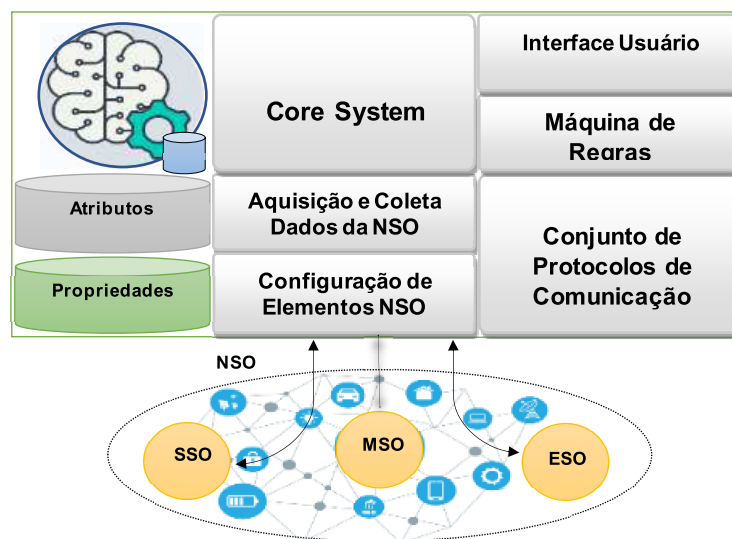 Core System
Interface Usuário
Máquina de
Regras
Atributos
Aquisição e Coleta
Dados da NSO
Conjunto de
Protocolos de
Comunicação
Propriedades
Configuração de
Elementos NSO
NSO
SSO
MSO
ESO